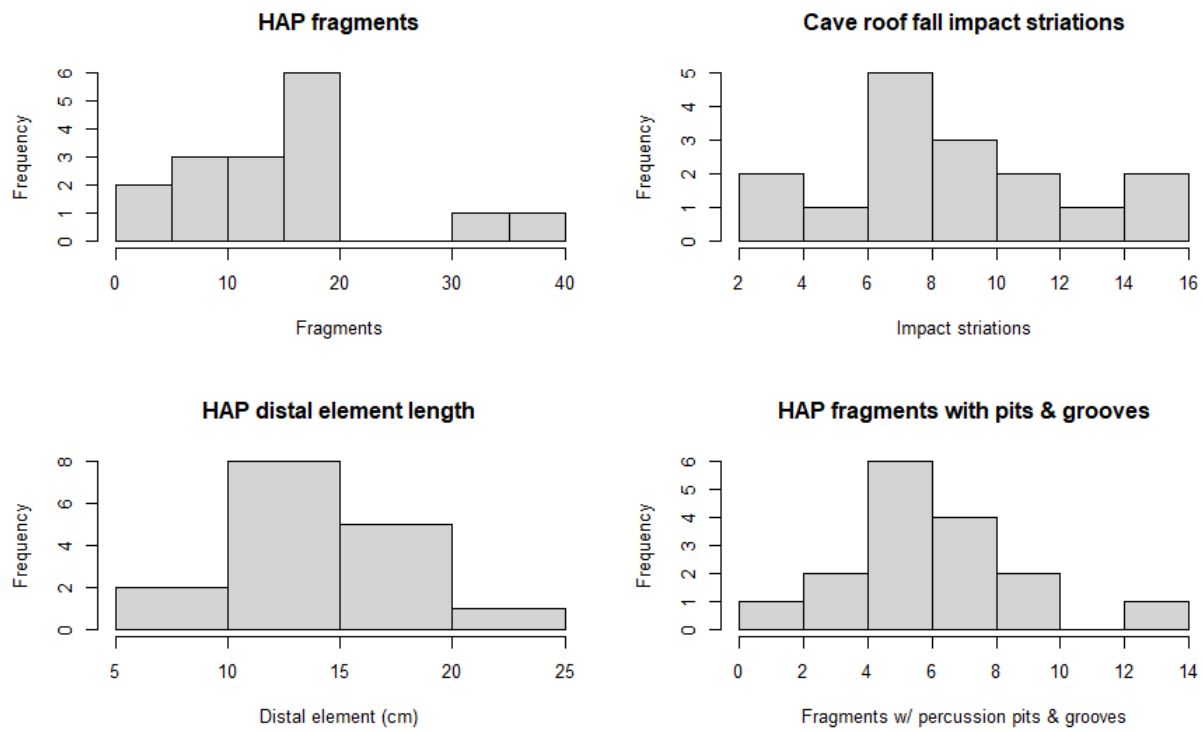 HAP fragments
Frequency
0 1 2 3 4 5 6
0 10 20 30 40
Fragments
Cave roof fall impact striations
Frequency
0 1 2 3 4 5
2 4 6 8 10 12 14 16
Impact striations
HAP distal element length
Frequency
0 2 4 6 8
5 10 15 20 25
Distal element (cm)
HAP fragments with pits & grooves
Frequency
0 1 2 3 4 5 6
0 2 4 6 8 10 12 14
Fragments w/ percussion pits & grooves